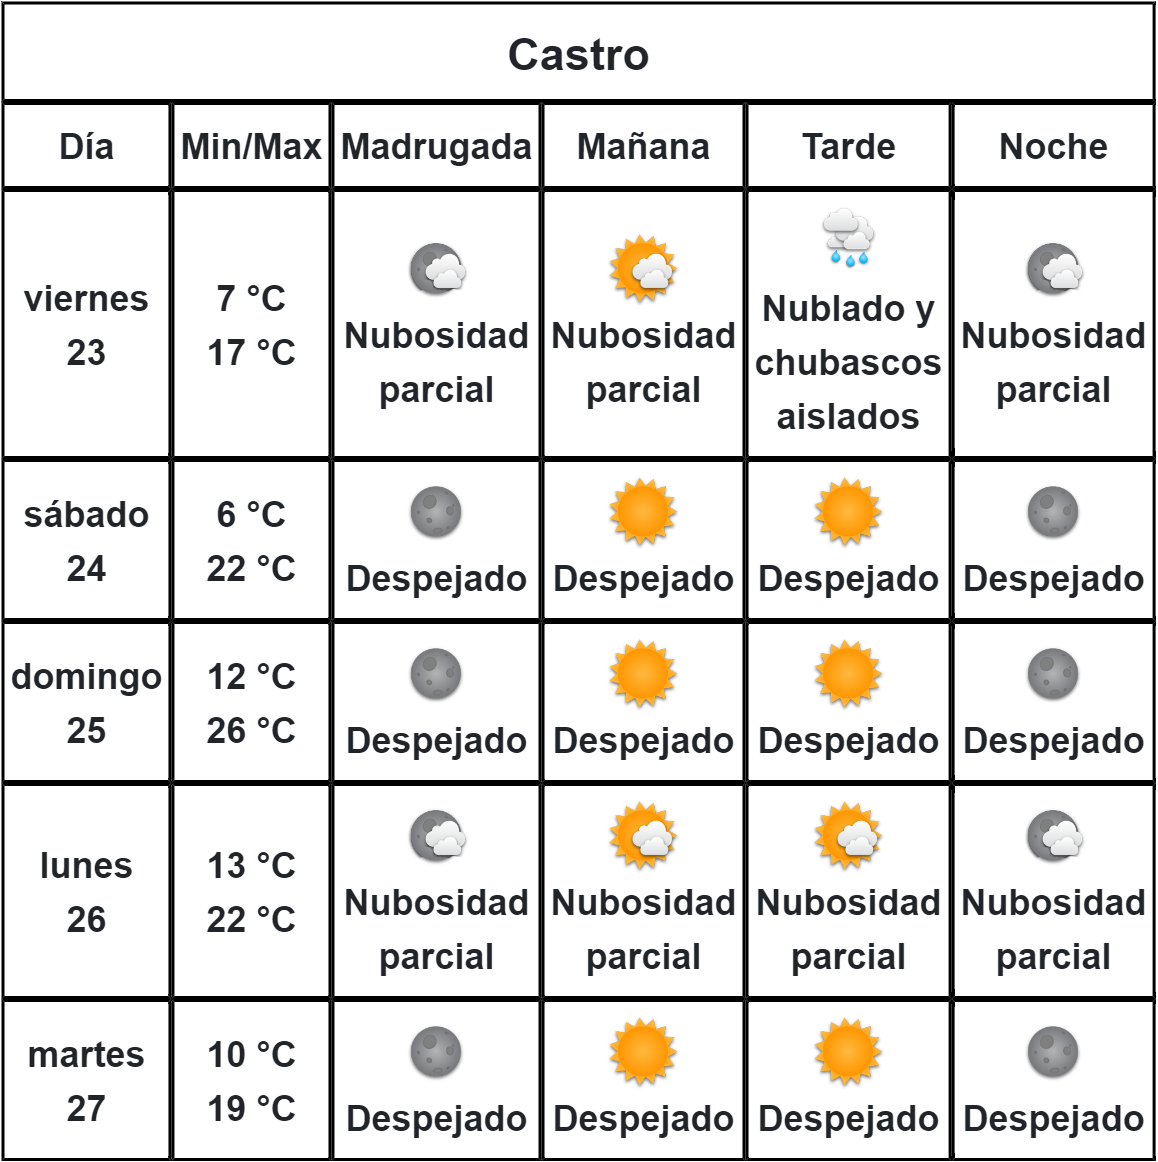 Castro
Día Min/Max Madrugada Mañana Tarde Noche
viernes
23
7 °C
17 °C
Nubosidad
parcial
Nubosidad
parcial
Nublado y
chubascos
aislados
Nubosidad
parcial
sábado
24
6 °C
22 °C
Despejado
Despejado
Despejado
Despejado
domingo
25
12 °C
26 °C
Despejado
Despejado
Despejado
Despejado
lunes
26
13 °C
22 °C
Nubosidad
parcial
Nubosidad
parcial
Nubosidad
parcial
Nubosidad
parcial
martes
27
10 °C
19 °C
Despejado
Despejado
Despejado
Despejado